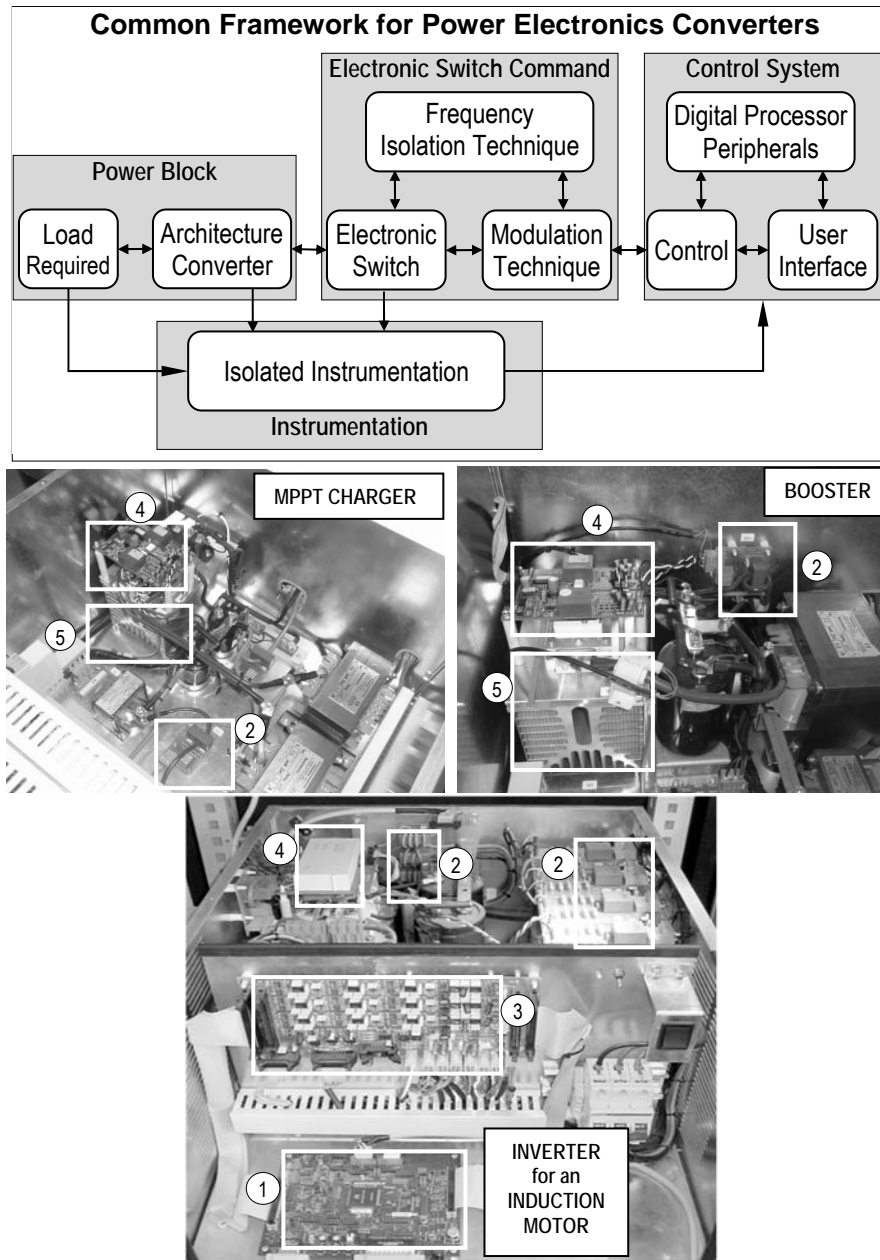 Common Framework for Power Electronics Converters
Electronic Switch Command
Control System
Frequency
Isolation Technique
Digital Processor
Peripherals
Power Block
Load
Required
Architecture
Converter
Electronic
Switch
Modulation
Technique
Control
User
Interface
Isolated Instrumentation
Instrumentation
MPPT CHARGER
4
5
2
BOOSTER
4
2
5
4
2
2
3
1
INVERTER
for an
INDUCTION
MOTOR